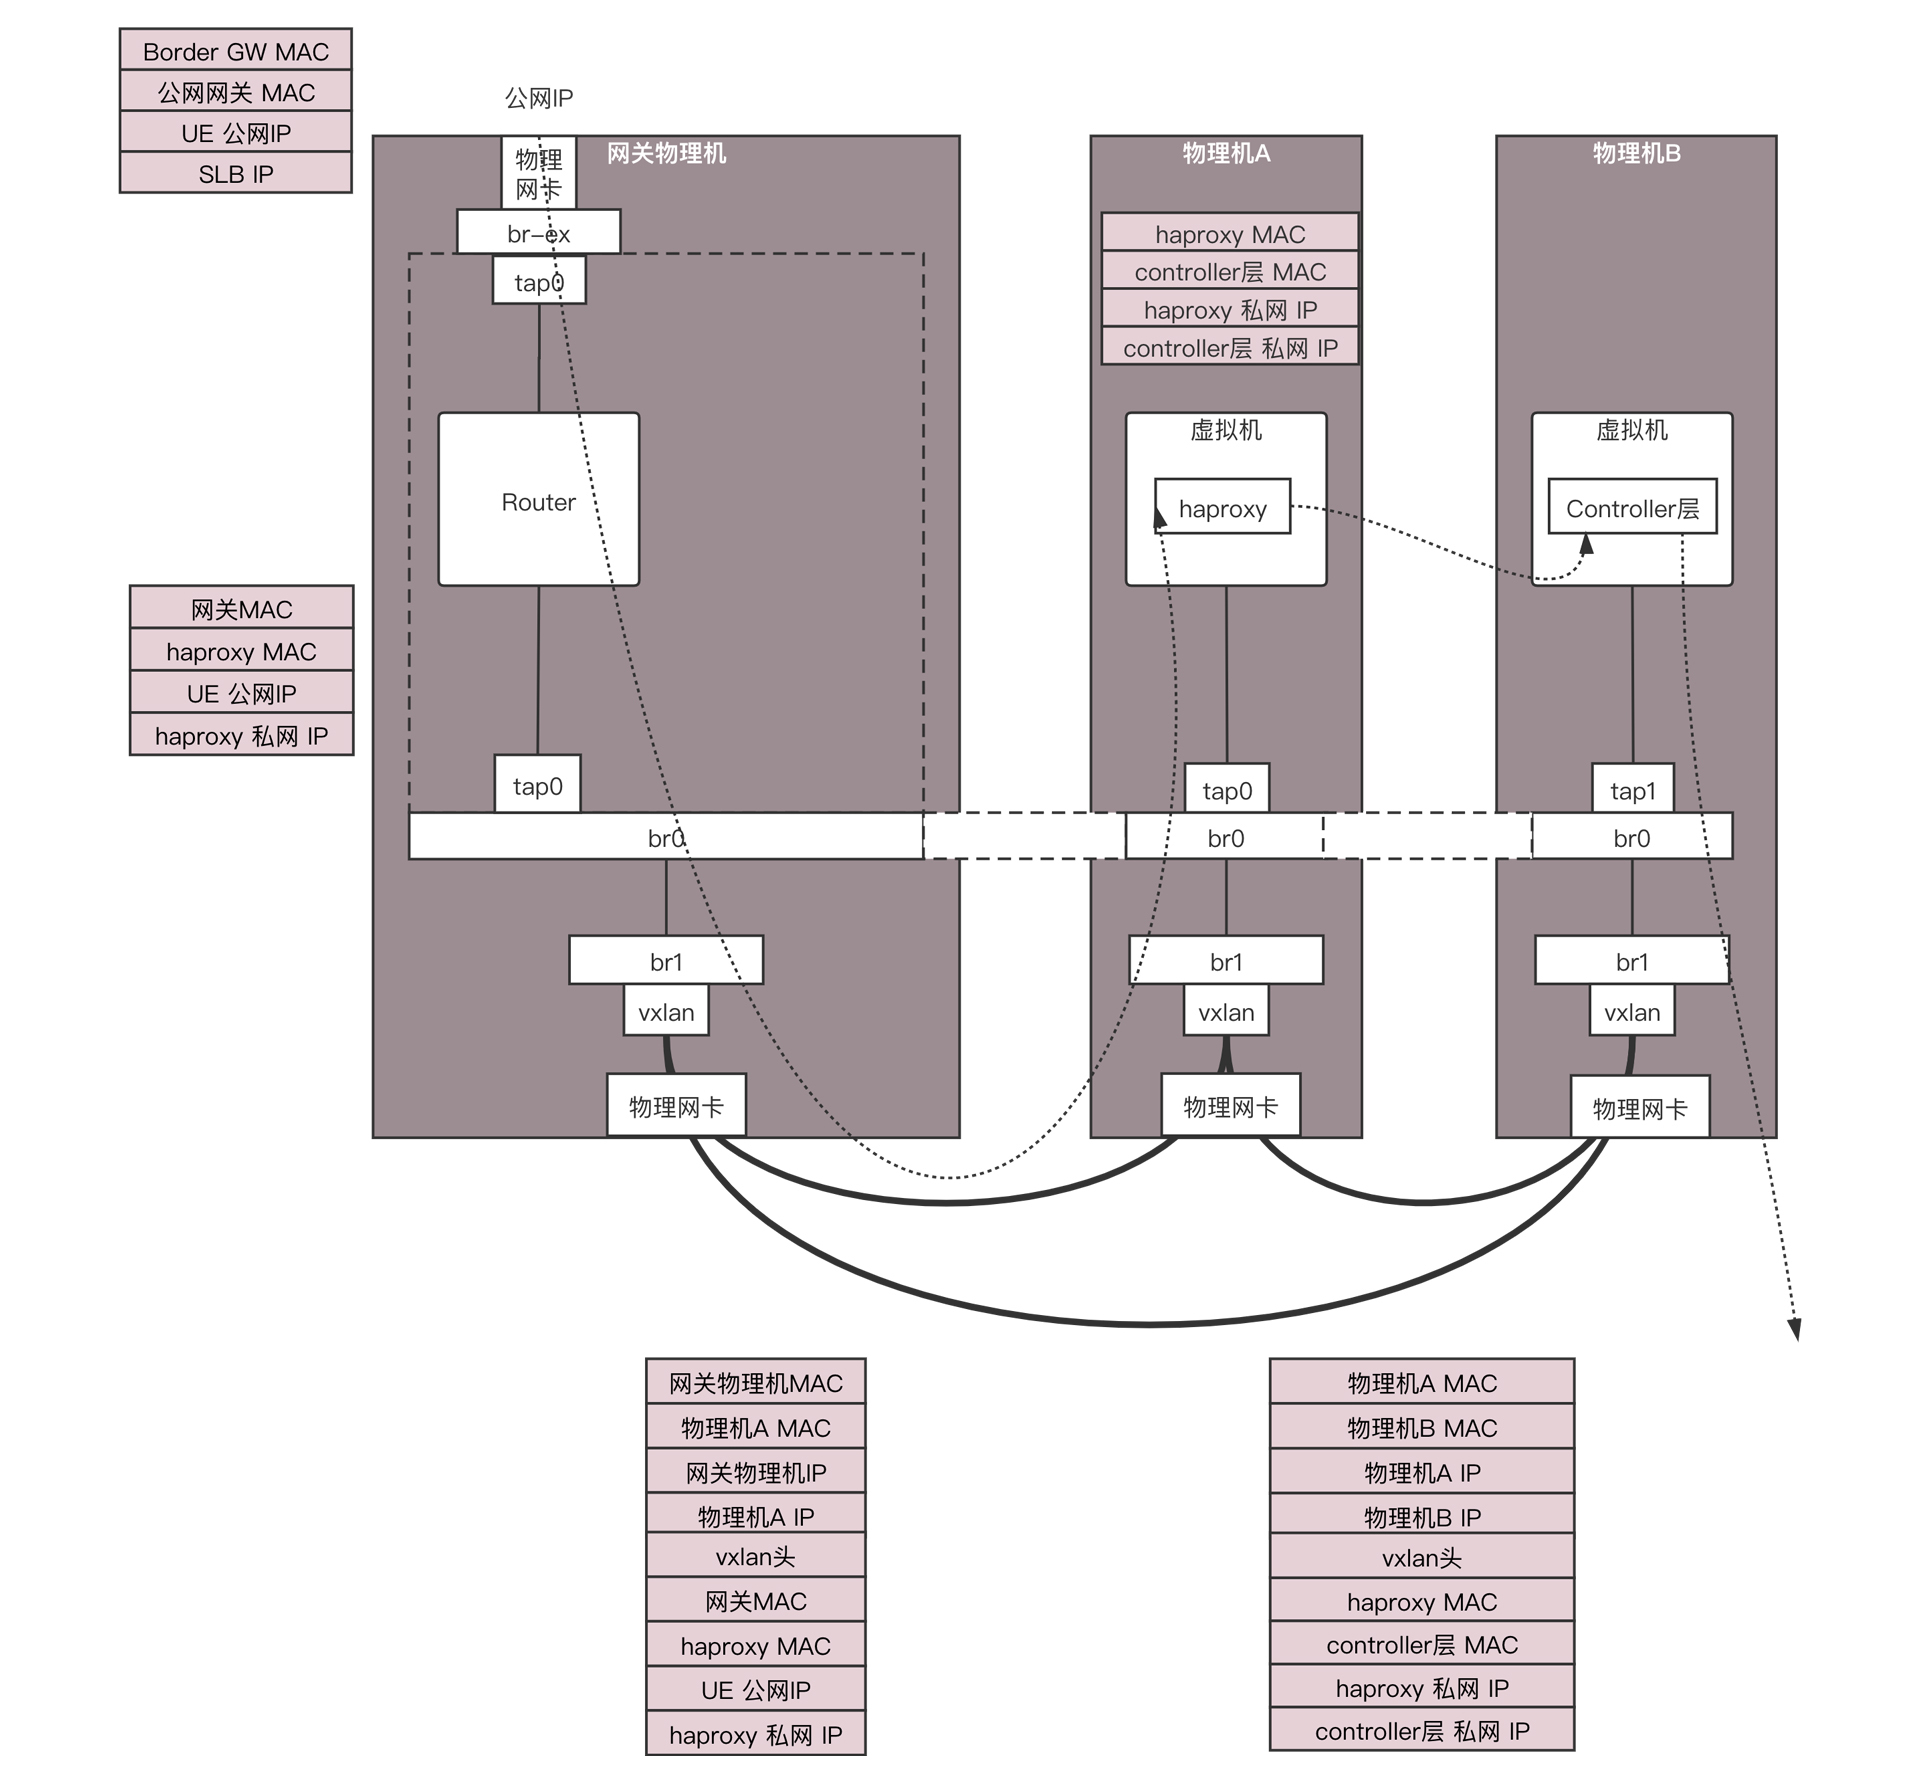 Border GW MAC
公网网关 MAC
UE 公网IP
SLB IP
公网IP
网关物理机
物理
网卡
br-ex
tap0
Router
网关MAC
haproxy MAC
UE 公网IP
haproxy 私网 IP
tap0
br0
br1
vxlan
物理网卡
物理机A
haproxy MAC
controller层 MAC
haproxy 私网 IP
controller层 私网 IP
虚拟机
haproxy
tap0
br0
br1
vxlan
物理网卡
物理机B
虚拟机
Controller层
tap1
br0
br1
vxlan
物理网卡
网关物理机MAC
物理机A MAC
网关物理机IP
物理机A IP
vxlan头
网关MAC
haproxy MAC
UE 公网IP
haproxy 私网 IP
物理机A MAC
物理机B MAC
物理机A IP
物理机B IP
vxlan头
haproxy MAC
controller层 MAC
haproxy 私网 IP
controller层 私网 IP